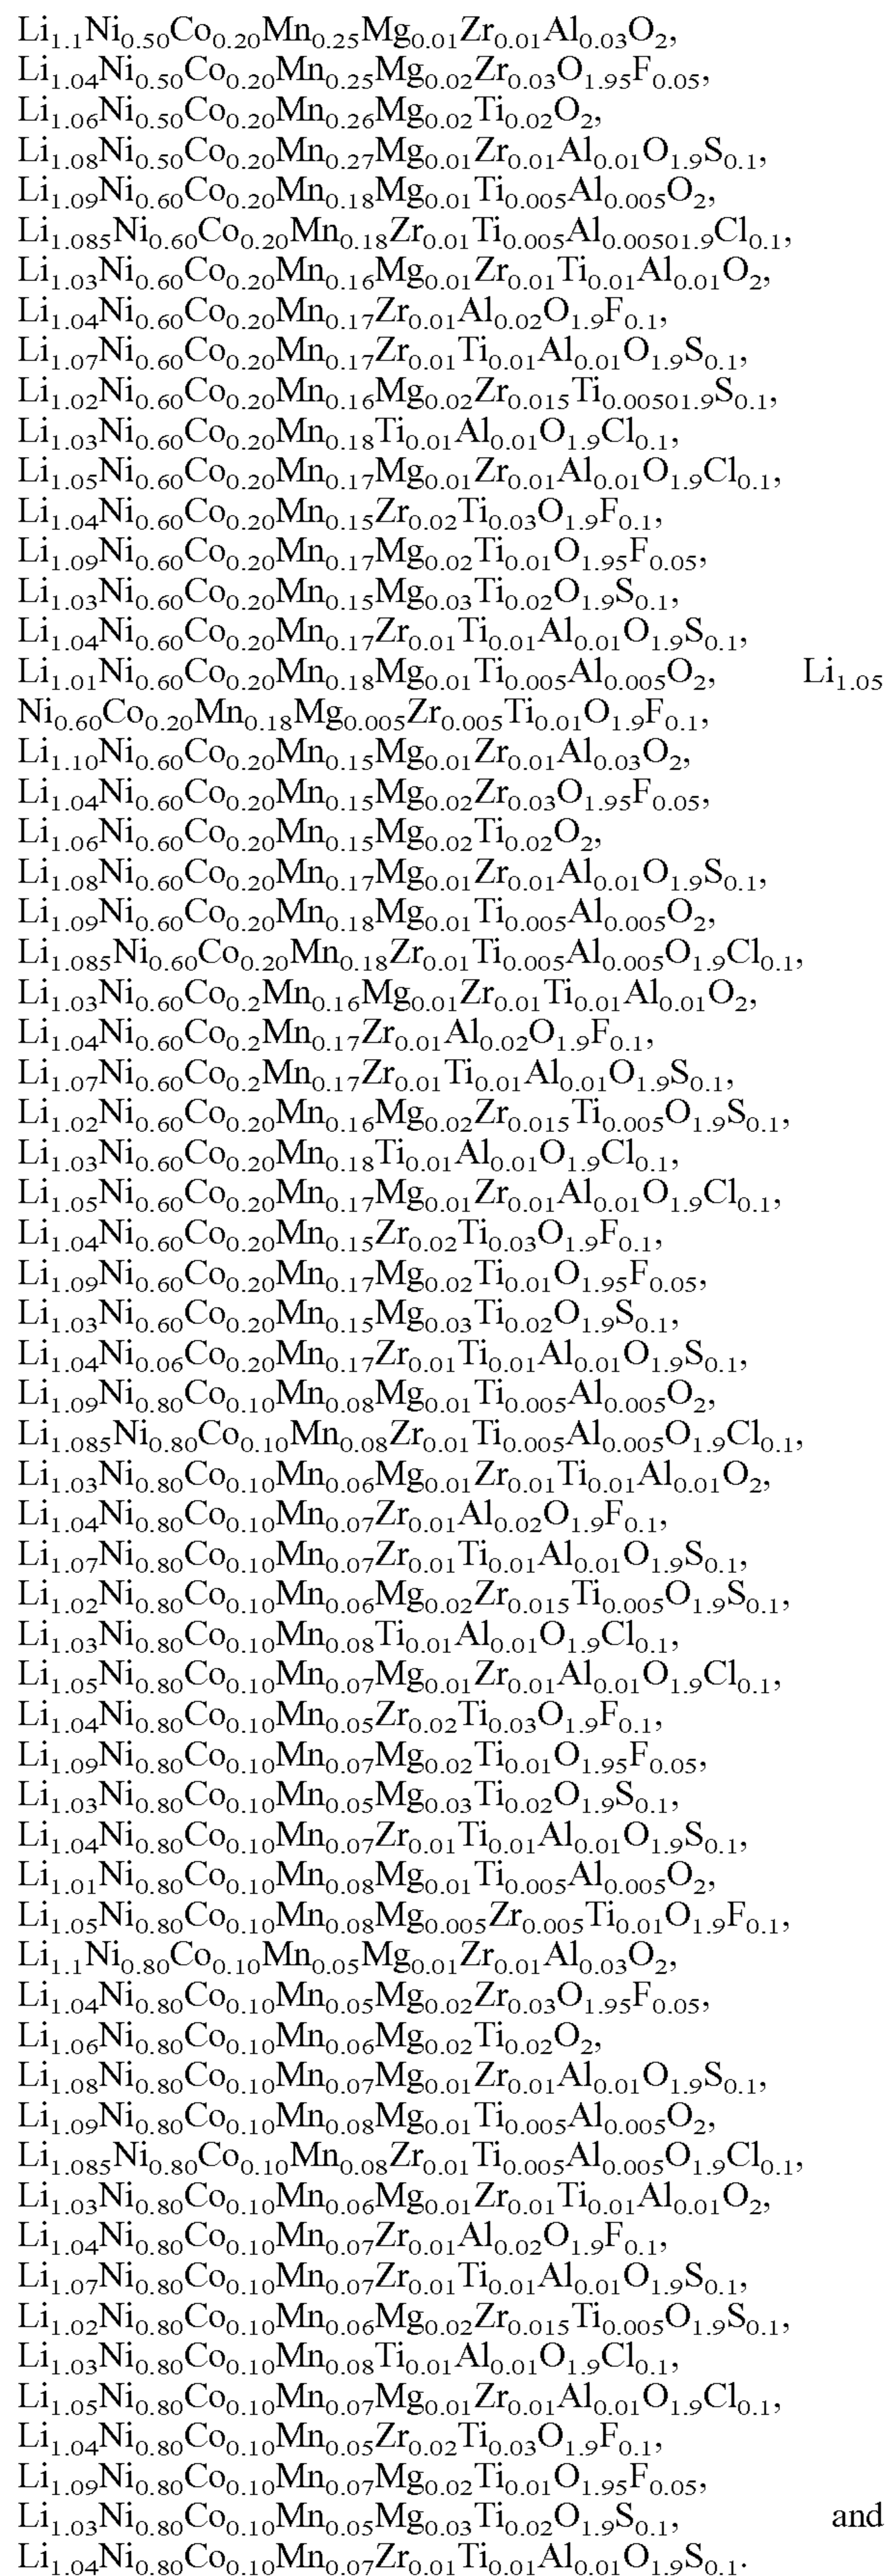 Li₁.₁Ni₀.₅₀Co₀.₂₀Mn₀.₂₅Mg₀.₀₁Zr₀.₀₁Al₀.₀₃O₂,
Li₁.₀₄Ni₀.₅₀Co₀.₂₀Mn₀.₂₅Mg₀.₀₂Zr₀.₀₃O₁.₉₅F₀.₀₅,
Li₁.₀₆Ni₀.₅₀Co₀.₂₀Mn₀.₂₆Mg₀.₀₂Ti₀.₀₂O₂,
Li₁.₀₈Ni₀.₅₀Co₀.₂₀Mn₀.₂₇Mg₀.₀₁Zr₀.₀₁Al₀.₀₁O₁.₉S₀.₁,
Li₁.₀₉Ni₀.₆₀Co₀.₂₀Mn₀.₁₈Mg₀.₀₁Ti₀.₀₀₅Al₀.₀₀₅O₂,
Li₁.₀₈₅Ni₀.₆₀Co₀.₂₀Mn₀.₁₈Zr₀.₀₁Ti₀.₀₀₅Al₀.₀₀₅₀₁.₉Cl₀.₁,
Li₁.₀₃Ni₀.₆₀Co₀.₂₀Mn₀.₁₆Mg₀.₀₁Zr₀.₀₁Ti₀.₀₁Al₀.₀₁O₂,
Li₁.₀₄Ni₀.₆₀Co₀.₂₀Mn₀.₁₇Zr₀.₀₁Al₀.₀₂O₁.₉F₀.₁,
Li₁.₀₇Ni₀.₆₀Co₀.₂₀Mn₀.₁₇Zr₀.₀₁Ti₀.₀₁Al₀.₀₁O₁.₉S₀.₁,
Li₁.₀₂Ni₀.₆₀Co₀.₂₀Mn₀.₁₆Mg₀.₀₂Zr₀.₀₁₅Ti₀.₀₀₅₀₁.₉S₀.₁,
Li₁.₀₃Ni₀.₆₀Co₀.₂₀Mn₀.₁₈Ti₀.₀₁Al₀.₀₁O₁.₉Cl₀.₁,
Li₁.₀₅Ni₀.₆₀Co₀.₂₀Mn₀.₁₇Mg₀.₀₁Zr₀.₀₁Al₀.₀₁O₁.₉Cl₀.₁,
Li₁.₀₄Ni₀.₆₀Co₀.₂₀Mn₀.₁₅Zr₀.₀₂Ti₀.₀₃O₁.₉F₀.₁,
Li₁.₀₉Ni₀.₆₀Co₀.₂₀Mn₀.₁₇Mg₀.₀₂Ti₀.₀₁O₁.₉₅F₀.₀₅,
Li₁.₀₃Ni₀.₆₀Co₀.₂₀Mn₀.₁₅Mg₀.₀₃Ti₀.₀₂O₁.₉S₀.₁,
Li₁.₀₄Ni₀.₆₀Co₀.₂₀Mn₀.₁₇Zr₀.₀₁Ti₀.₀₁Al₀.₀₁O₁.₉S₀.₁,
Li₁.₀₁Ni₀.₆₀Co₀.₂₀Mn₀.₁₈Mg₀.₀₁Ti₀.₀₀₅Al₀.₀₀₅O₂, Li₁.₀₅
Ni₀.₆₀Co₀.₂₀Mn₀.₁₈Mg₀.₀₀₅Zr₀.₀₀₅Ti₀.₀₁O₁.₉F₀.₁,
Li₁.₁₀Ni₀.₆₀Co₀.₂₀Mn₀.₁₅Mg₀.₀₁Zr₀.₀₁Al₀.₀₃O₂,
Li₁.₀₄Ni₀.₆₀Co₀.₂₀Mn₀.₁₅Mg₀.₀₂Zr₀.₀₃O₁.₉₅F₀.₀₅,
Li₁.₀₆Ni₀.₆₀Co₀.₂₀Mn₀.₁₅Mg₀.₀₂Ti₀.₀₂O₂,
Li₁.₀₈Ni₀.₆₀Co₀.₂₀Mn₀.₁₇Mg₀.₀₁Zr₀.₀₁Al₀.₀₁O₁.₉S₀.₁,
Li₁.₀₉Ni₀.₆₀Co₀.₂₀Mn₀.₁₈Mg₀.₀₁Ti₀.₀₀₅Al₀.₀₀₅O₂,
Li₁.₀₈₅Ni₀.₆₀Co₀.₂₀Mn₀.₁₈Zr₀.₀₁Ti₀.₀₀₅Al₀.₀₀₅O₁.₉Cl₀.₁,
Li₁.₀₃Ni₀.₆₀Co₀.₂Mn₀.₁₆Mg₀.₀₁Zr₀.₀₁Ti₀.₀₁Al₀.₀₁O₂,
Li₁.₀₄Ni₀.₆₀Co₀.₂Mn₀.₁₇Zr₀.₀₁Al₀.₀₂O₁.₉F₀.₁,
Li₁.₀₇Ni₀.₆₀Co₀.₂Mn₀.₁₇Zr₀.₀₁Ti₀.₀₁Al₀.₀₁O₁.₉S₀.₁,
Li₁.₀₂Ni₀.₆₀Co₀.₂₀Mn₀.₁₆Mg₀.₀₂Zr₀.₀₁₅Ti₀.₀₀₅O₁.₉S₀.₁,
Li₁.₀₃Ni₀.₆₀Co₀.₂₀Mn₀.₁₈Ti₀.₀₁Al₀.₀₁O₁.₉Cl₀.₁,
Li₁.₀₅Ni₀.₆₀Co₀.₂₀Mn₀.₁₇Mg₀.₀₁Zr₀.₀₁Al₀.₀₁O₁.₉Cl₀.₁,
Li₁.₀₄Ni₀.₆₀Co₀.₂₀Mn₀.₁₅Zr₀.₀₂Ti₀.₀₃O₁.₉F₀.₁,
Li₁.₀₉Ni₀.₆₀Co₀.₂₀Mn₀.₁₇Mg₀.₀₂Ti₀.₀₁O₁.₉₅F₀.₀₅,
Li₁.₀₃Ni₀.₆₀Co₀.₂₀Mn₀.₁₅Mg₀.₀₃Ti₀.₀₂O₁.₉S₀.₁,
Li₁.₀₄Ni₀.₀₆Co₀.₂₀Mn₀.₁₇Zr₀.₀₁Ti₀.₀₁Al₀.₀₁O₁.₉S₀.₁,
Li₁.₀₉Ni₀.₈₀Co₀.₁₀Mn₀.₀₈Mg₀.₀₁Ti₀.₀₀₅Al₀.₀₀₅O₂,
Li₁.₀₈₅Ni₀.₈₀Co₀.₁₀Mn₀.₀₈Zr₀.₀₁Ti₀.₀₀₅Al₀.₀₀₅O₁.₉Cl₀.₁,
Li₁.₀₃Ni₀.₈₀Co₀.₁₀Mn₀.₀₆Mg₀.₀₁Zr₀.₀₁Ti₀.₀₁Al₀.₀₁O₂,
Li₁.₀₄Ni₀.₈₀Co₀.₁₀Mn₀.₀₇Zr₀.₀₁Al₀.₀₂O₁.₉F₀.₁,
Li₁.₀₇Ni₀.₈₀Co₀.₁₀Mn₀.₀₇Zr₀.₀₁Ti₀.₀₁Al₀.₀₁O₁.₉S₀.₁,
Li₁.₀₂Ni₀.₈₀Co₀.₁₀Mn₀.₀₆Mg₀.₀₂Zr₀.₀₁₅Ti₀.₀₀₅O₁.₉S₀.₁,
Li₁.₀₃Ni₀.₈₀Co₀.₁₀Mn₀.₀₈Ti₀.₀₁Al₀.₀₁O₁.₉Cl₀.₁,
Li₁.₀₅Ni₀.₈₀Co₀.₁₀Mn₀.₀₇Mg₀.₀₁Zr₀.₀₁Al₀.₀₁O₁.₉Cl₀.₁,
Li₁.₀₄Ni₀.₈₀Co₀.₁₀Mn₀.₀₅Zr₀.₀₂Ti₀.₀₃O₁.₉F₀.₁,
Li₁.₀₉Ni₀.₈₀Co₀.₁₀Mn₀.₀₇Mg₀.₀₂Ti₀.₀₁O₁.₉₅F₀.₀₅,
Li₁.₀₃Ni₀.₈₀Co₀.₁₀Mn₀.₀₅Mg₀.₀₃Ti₀.₀₂O₁.₉S₀.₁,
Li₁.₀₄Ni₀.₈₀Co₀.₁₀Mn₀.₀₇Zr₀.₀₁Ti₀.₀₁Al₀.₀₁O₁.₉S₀.₁,
Li₁.₀₁Ni₀.₈₀Co₀.₁₀Mn₀.₀₈Mg₀.₀₁Ti₀.₀₀₅Al₀.₀₀₅O₂,
Li₁.₀₅Ni₀.₈₀Co₀.₁₀Mn₀.₀₈Mg₀.₀₀₅Zr₀.₀₀₅Ti₀.₀₁O₁.₉F₀.₁,
Li₁.₁Ni₀.₈₀Co₀.₁₀Mn₀.₀₅Mg₀.₀₁Zr₀.₀₁Al₀.₀₃O₂,
Li₁.₀₄Ni₀.₈₀Co₀.₁₀Mn₀.₀₅Mg₀.₀₂Zr₀.₀₃O₁.₉₅F₀.₀₅,
Li₁.₀₆Ni₀.₈₀Co₀.₁₀Mn₀.₀₆Mg₀.₀₂Ti₀.₀₂O₂,
Li₁.₀₈Ni₀.₈₀Co₀.₁₀Mn₀.₀₇Mg₀.₀₁Zr₀.₀₁Al₀.₀₁O₁.₉S₀.₁,
Li₁.₀₉Ni₀.₈₀Co₀.₁₀Mn₀.₀₈Mg₀.₀₁Ti₀.₀₀₅Al₀.₀₀₅O₂,
Li₁.₀₈₅Ni₀.₈₀Co₀.₁₀Mn₀.₀₈Zr₀.₀₁Ti₀.₀₀₅Al₀.₀₀₅O₁.₉Cl₀.₁,
Li₁.₀₃Ni₀.₈₀Co₀.₁₀Mn₀.₀₆Mg₀.₀₁Zr₀.₀₁Ti₀.₀₁Al₀.₀₁O₂,
Li₁.₀₄Ni₀.₈₀Co₀.₁₀Mn₀.₀₇Zr₀.₀₁Al₀.₀₂O₁.₉F₀.₁,
Li₁.₀₇Ni₀.₈₀Co₀.₁₀Mn₀.₀₇Zr₀.₀₁Ti₀.₀₁Al₀.₀₁O₁.₉S₀.₁,
Li₁.₀₂Ni₀.₈₀Co₀.₁₀Mn₀.₀₆Mg₀.₀₂Zr₀.₀₁₅Ti₀.₀₀₅O₁.₉S₀.₁,
Li₁.₀₃Ni₀.₈₀Co₀.₁₀Mn₀.₀₈Ti₀.₀₁Al₀.₀₁O₁.₉Cl₀.₁,
Li₁.₀₅Ni₀.₈₀Co₀.₁₀Mn₀.₀₇Mg₀.₀₁Zr₀.₀₁Al₀.₀₁O₁.₉Cl₀.₁,
Li₁.₀₄Ni₀.₈₀Co₀.₁₀Mn₀.₀₅Zr₀.₀₂Ti₀.₀₃O₁.₉F₀.₁,
Li₁.₀₉Ni₀.₈₀Co₀.₁₀Mn₀.₀₇Mg₀.₀₂Ti₀.₀₁O₁.₉₅F₀.₀₅,
Li₁.₀₃Ni₀.₈₀Co₀.₁₀Mn₀.₀₅Mg₀.₀₃Ti₀.₀₂O₁.₉S₀.₁, and
Li₁.₀₄Ni₀.₈₀Co₀.₁₀Mn₀.₀₇Zr₀.₀₁Ti₀.₀₁Al₀.₀₁O₁.₉S₀.₁.